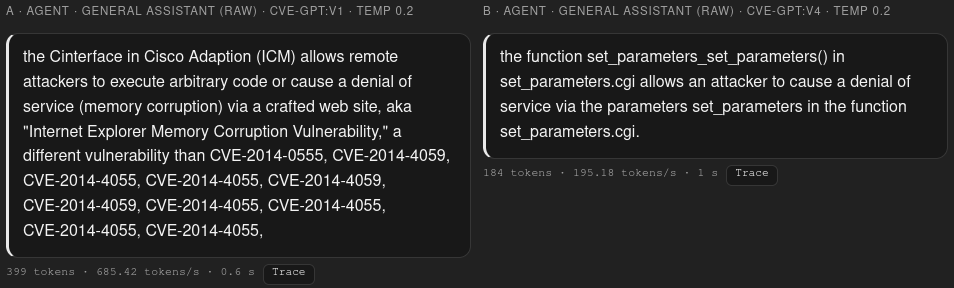 A · AGENT · GENERAL ASSISTANT (RAW) · CVE-GPT:V1 · TEMP 0.2
the Cinterface in Cisco Adaption (ICM) allows remote
attackers to execute arbitrary code or cause a denial of
service (memory corruption) via a crafted web site, aka
"Internet Explorer Memory Corruption Vulnerability," a
different vulnerability than CVE-2014-0555, CVE-2014-4059,
CVE-2014-4055, CVE-2014-4055, CVE-2014-4059,
CVE-2014-4059, CVE-2014-4055, CVE-2014-4055,
CVE-2014-4055, CVE-2014-4055,
399 tokens · 685.42 tokens/s · 0.6 s Trace
B · AGENT · GENERAL ASSISTANT (RAW) · CVE-GPT:V4 · TEMP 0.2
the function set_parameters_set_parameters() in
set_parameters.cgi allows an attacker to cause a denial of
service via the parameters set_parameters in the function
set_parameters.cgi.
184 tokens · 195.18 tokens/s · 1 s Trace